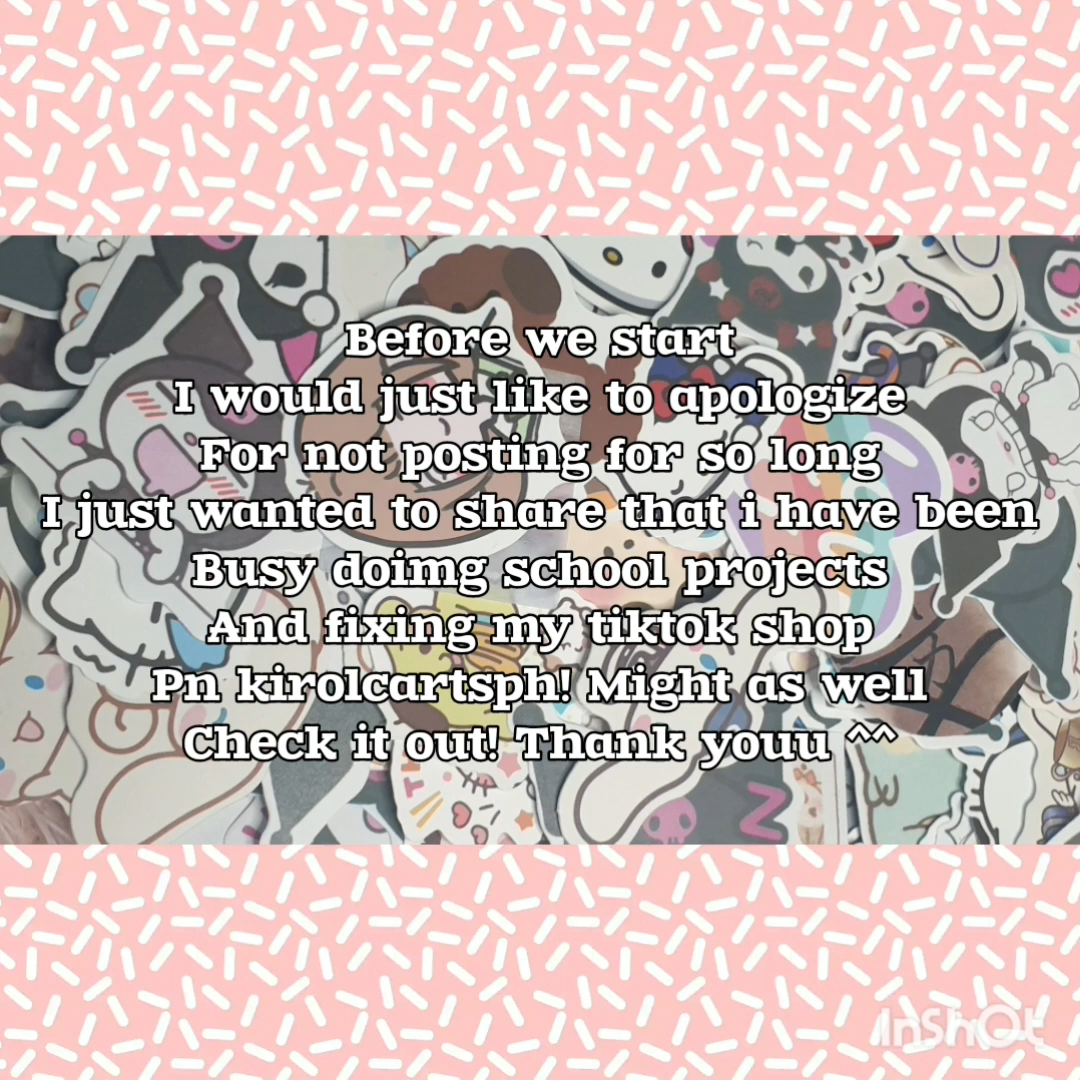 Before we start
I would just like to apologize
For not posting for so long
I just wanted to share that i have been
Busy doimg school projects
And fixing my tiktok shop
Pn kirolcartsph! Might as well
Check it out! Thank youu ^^
InShOt